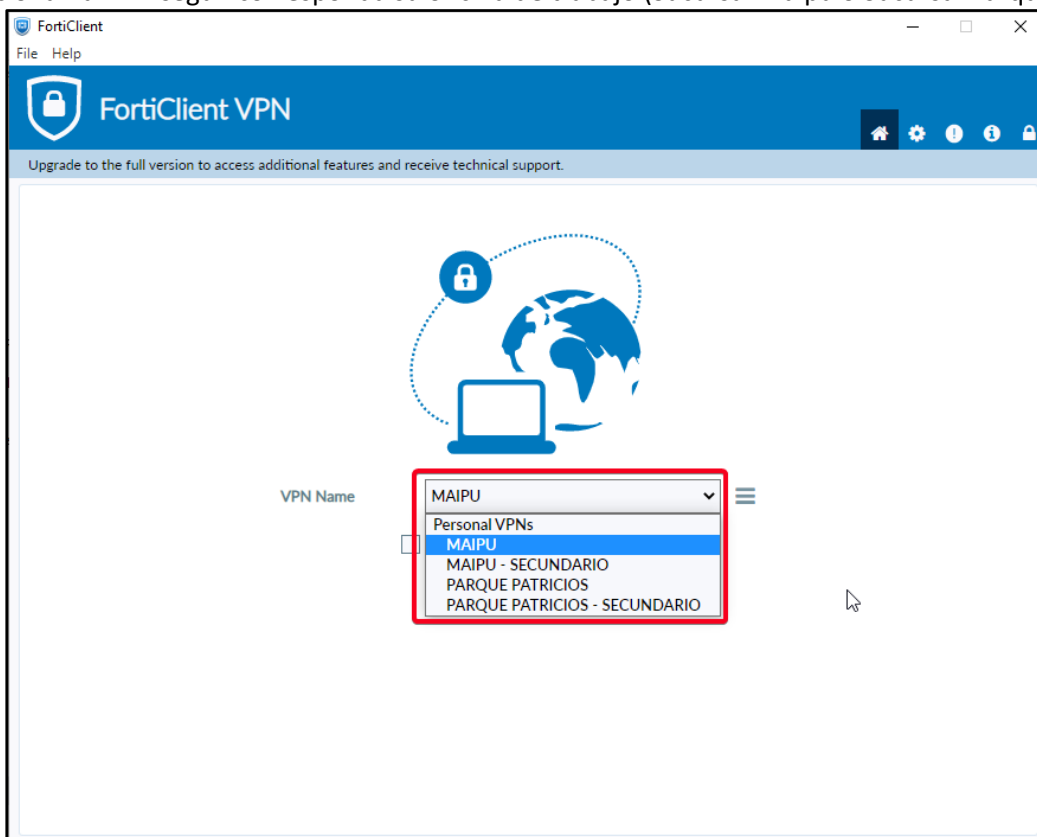 FortiClient
File Help
FortiClient VPN
Upgrade to the full version to access additional features and receive technical support.
VPN Name
MAIPU
Personal VPNs
MAIPU
MAIPU - SECUNDARIO
PARQUE PATRICIOS
PARQUE PATRICIOS - SECUNDARIO